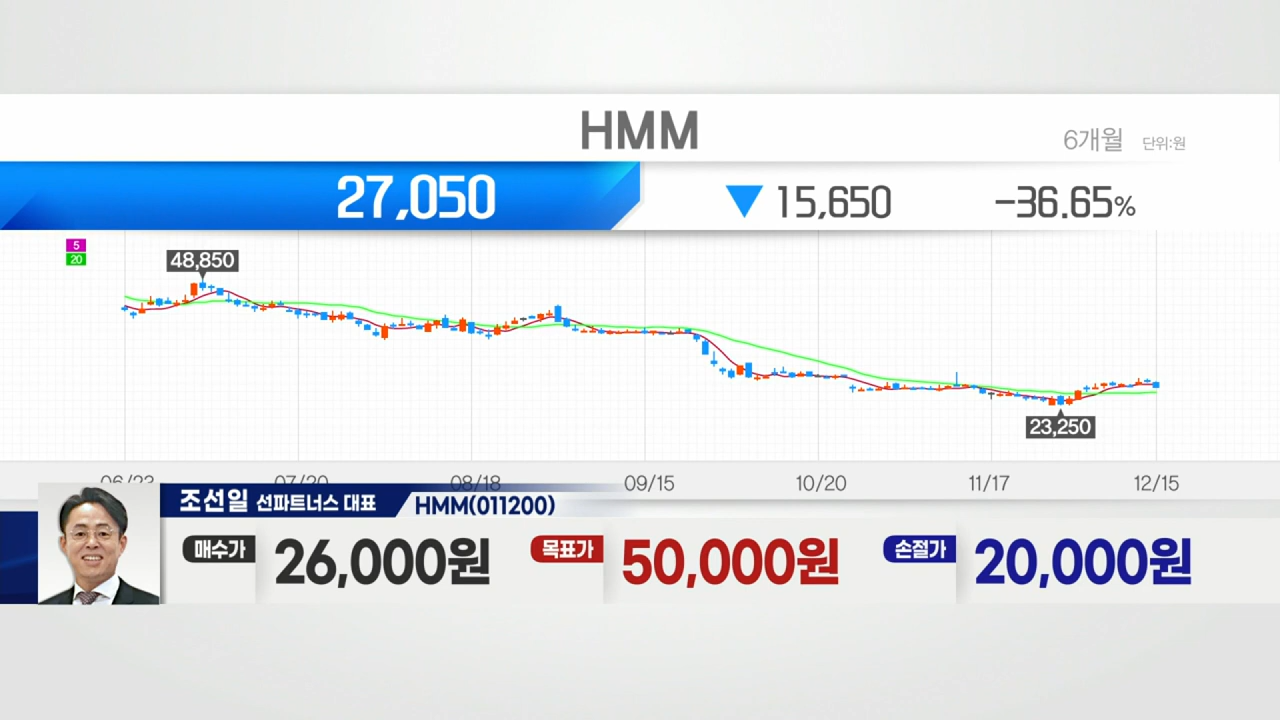 HMM
6개월 단위:원
27,050 ▼ 15,650 -36.65%
5
20
48,850
23,250
06/23 07/20 08/18 09/15 10/20 11/17 12/15
조선일 선파트너스 대표 HMM(011200)
매수가 26,000원 목표가 50,000원 손절가 20,000원